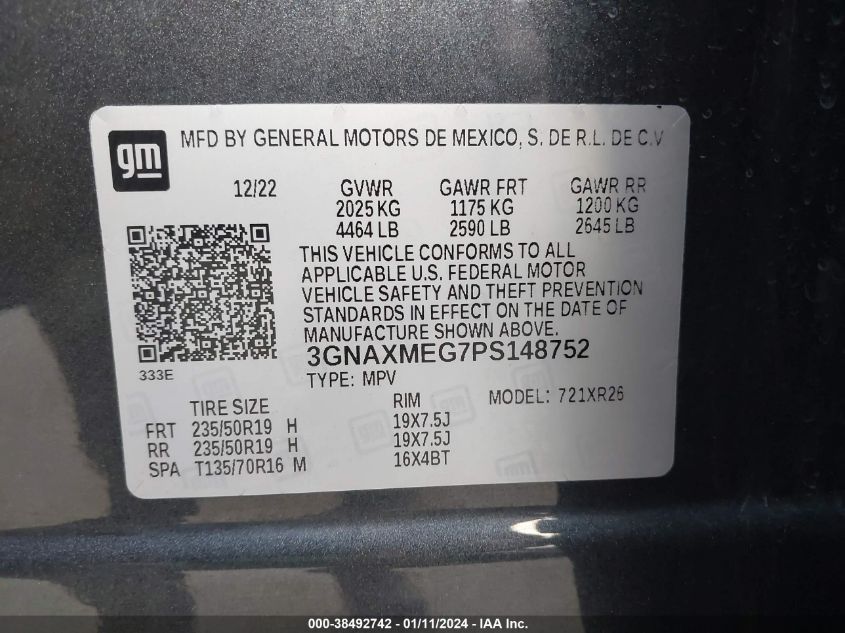 gm
MFD BY GENERAL MOTORS DE MEXICO, S. DE R.L. DE C.V
12/22 GVWR GAWR FRT GAWR RR
2025 KG 1175 KG 1200 KG
4464 LB 2590 LB 2645 LB
THIS VEHICLE CONFORMS TO ALL
APPLICABLE U.S. FEDERAL MOTOR
VEHICLE SAFETY AND THEFT PREVENTION
STANDARDS IN EFFECT ON THE DATE OF
MANUFACTURE SHOWN ABOVE.
3GNAXMEG7PS148752
333E
TYPE: MPV
MODEL: 721XR26
TIRE SIZE RIM
FRT 235/50R19 H 19X7.5J
RR 235/50R19 H 19X7.5J
SPA T135/70R16 M 16X4BT
000-38492742 - 01/11/2024 - IAA Inc.